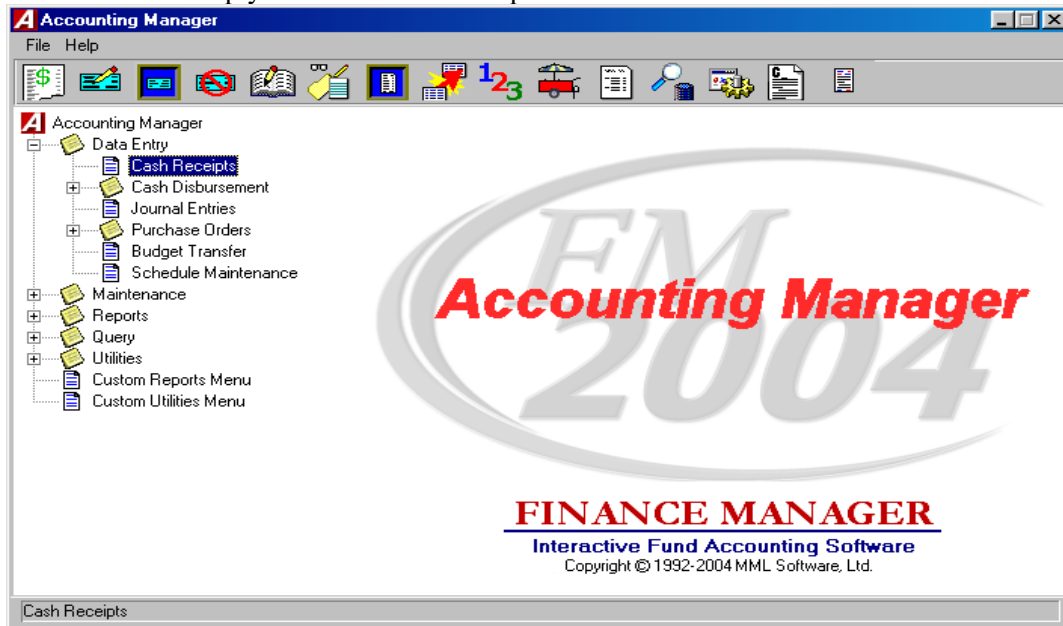 Accounting Manager
File Help
123
Accounting Manager
Data Entry
Cash Receipts
Cash Disbursement
Journal Entries
Purchase Orders
Budget Transfer
Schedule Maintenance
Maintenance
Reports
Query
Utilities
Custom Reports Menu
Custom Utilities Menu
FM
Accounting Manager
2004
FINANCE MANAGER
Interactive Fund Accounting Software
Copyright © 1992-2004 MML Software, Ltd.
Cash Receipts